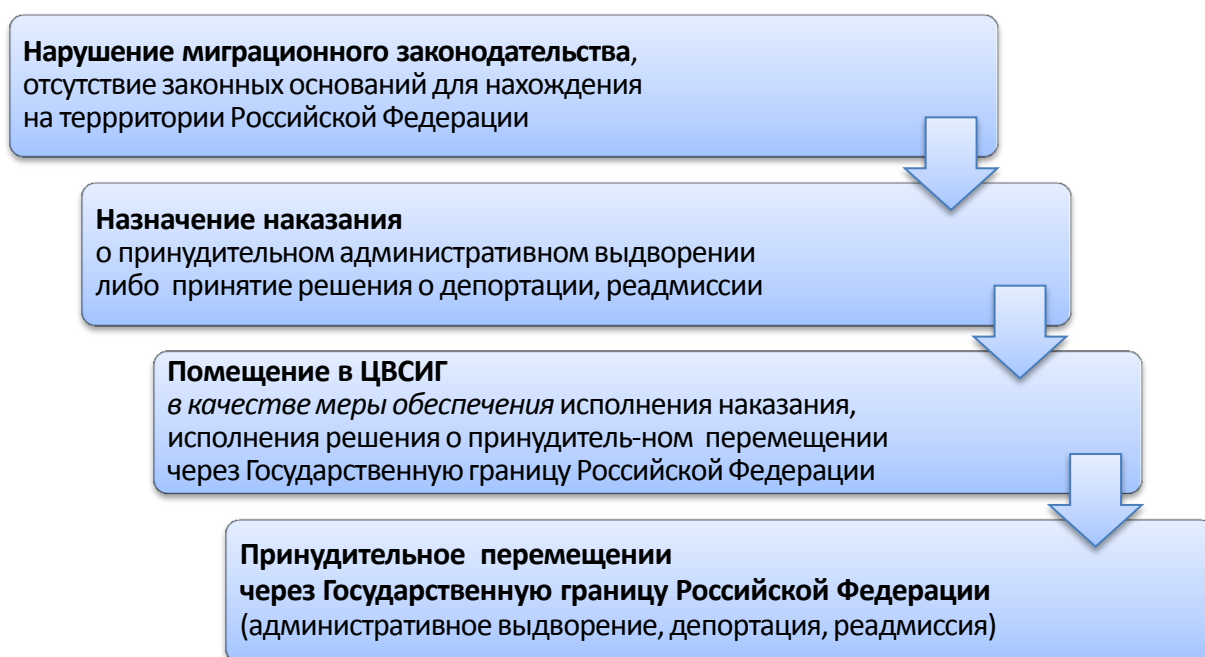 Нарушение миграционного законодательства,
отсутствие законных оснований для нахождения
на террритории Российской Федерации
Назначение наказания
о принудительном административном выдворении
либо принятие решения о депортации, реадмиссии
Помещение в ЦВСИГ
в качестве меры обеспечения исполнения наказания,
исполнения решения о принудитель-ном перемещении
через Государственную границу Российской Федерации
Принудительное перемещении
через Государственную границу Российской Федерации
(административное выдворение, депортация, реадмиссия)